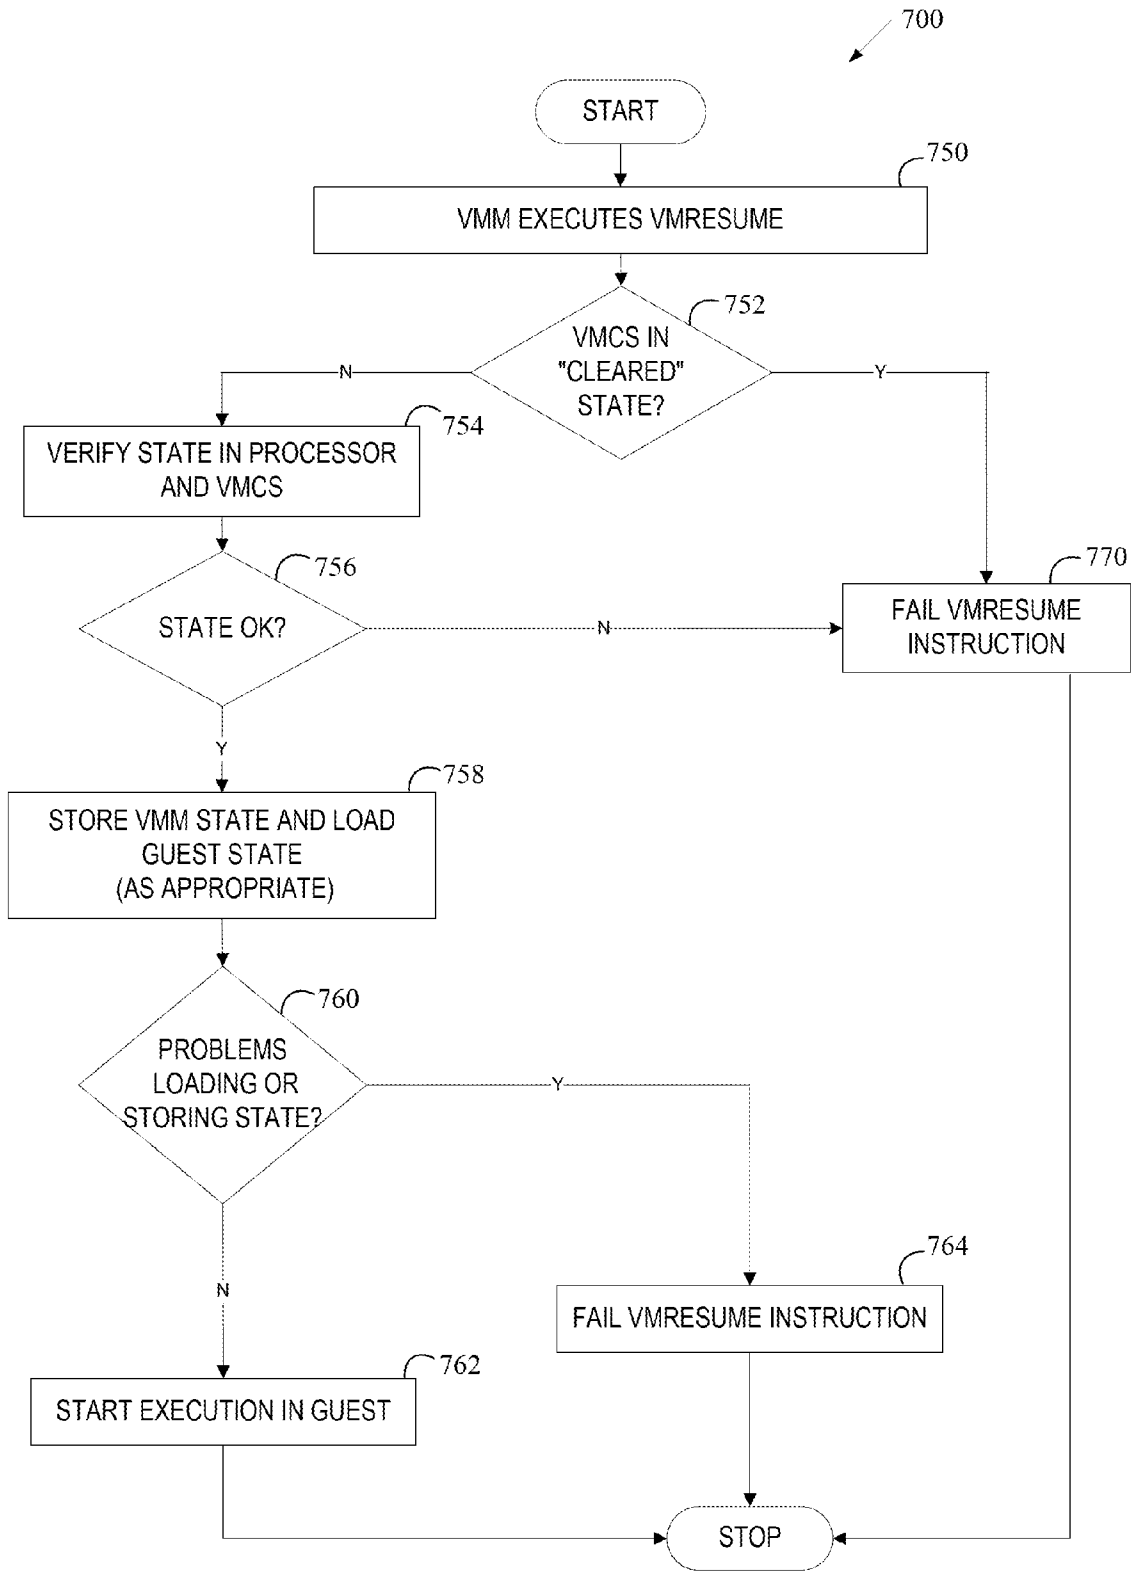 700
START
750
VMM EXECUTES VMRESUME
752
VMCS IN
"CLEARED"
STATE?
N
Y
754
VERIFY STATE IN PROCESSOR
AND VMCS
756
STATE OK?
N
770
FAIL VMRESUME
INSTRUCTION
Y
758
STORE VMM STATE AND LOAD
GUEST STATE
(AS APPROPRIATE)
760
PROBLEMS
LOADING OR
STORING STATE?
Y
N
764
FAIL VMRESUME INSTRUCTION
762
START EXECUTION IN GUEST
STOP